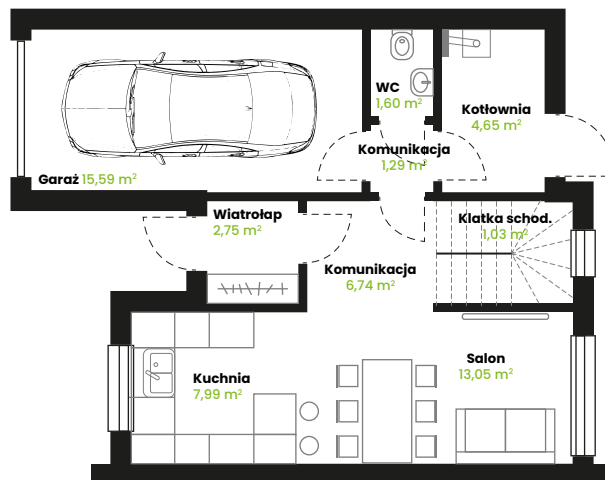 WC
1,60 m²
Kotłownia
4,65 m²
Komunikacja
1,29 m²
Garaż 15,59 m²
Wiatrołap
2,75 m²
Klatka schod.
1,03 m²
Komunikacja
6,74 m²
Salon
13,05 m²
Kuchnia
7,99 m²